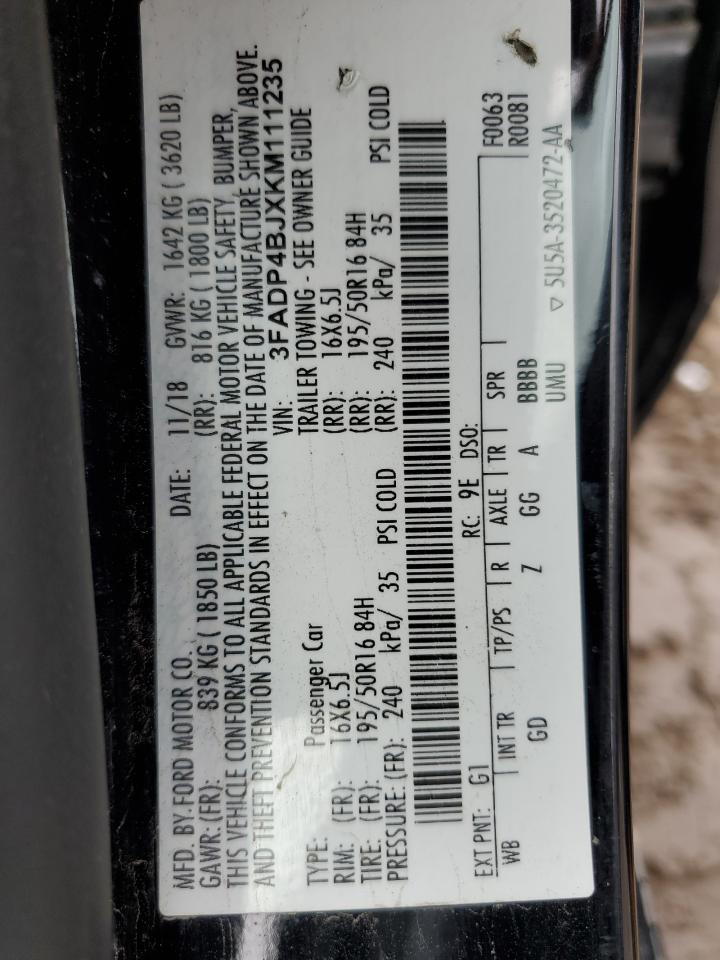 MFD. BY FORD MOTOR CO.
DATE: 11/18 GVWR: 1642 KG ( 3620 LB)
GAWR: (FR): 839 KG ( 1850 LB) (RR): 816 KG ( 1800 LB)
THIS VEHICLE CONFORMS TO ALL APPLICABLE FEDERAL MOTOR VEHICLE SAFETY, BUMPER,
AND THEFT PREVENTION STANDARDS IN EFFECT ON THE DATE OF MANUFACTURE SHOWN ABOVE.
VIN: 3FADP4BJXKM111235
TYPE: Passenger Car TRAILER TOWING - SEE OWNER GUIDE
RIM: (FR): 16X6.5J (RR): 16X6.5J
TIRE: (FR): 195/50R16 84H (RR): 195/50R16 84H
PRESSURE: (FR): 240 kPa/ 35 PSI COLD (RR): 240 kPa/ 35 PSI COLD
EXT PNT: G1 RC: 9E DSO: F0063
WB INT TR TP/PS R AXLE TR SPR R0081
GD Z GG A BBBB
UMU ▽ 5U5A-3520472-AA